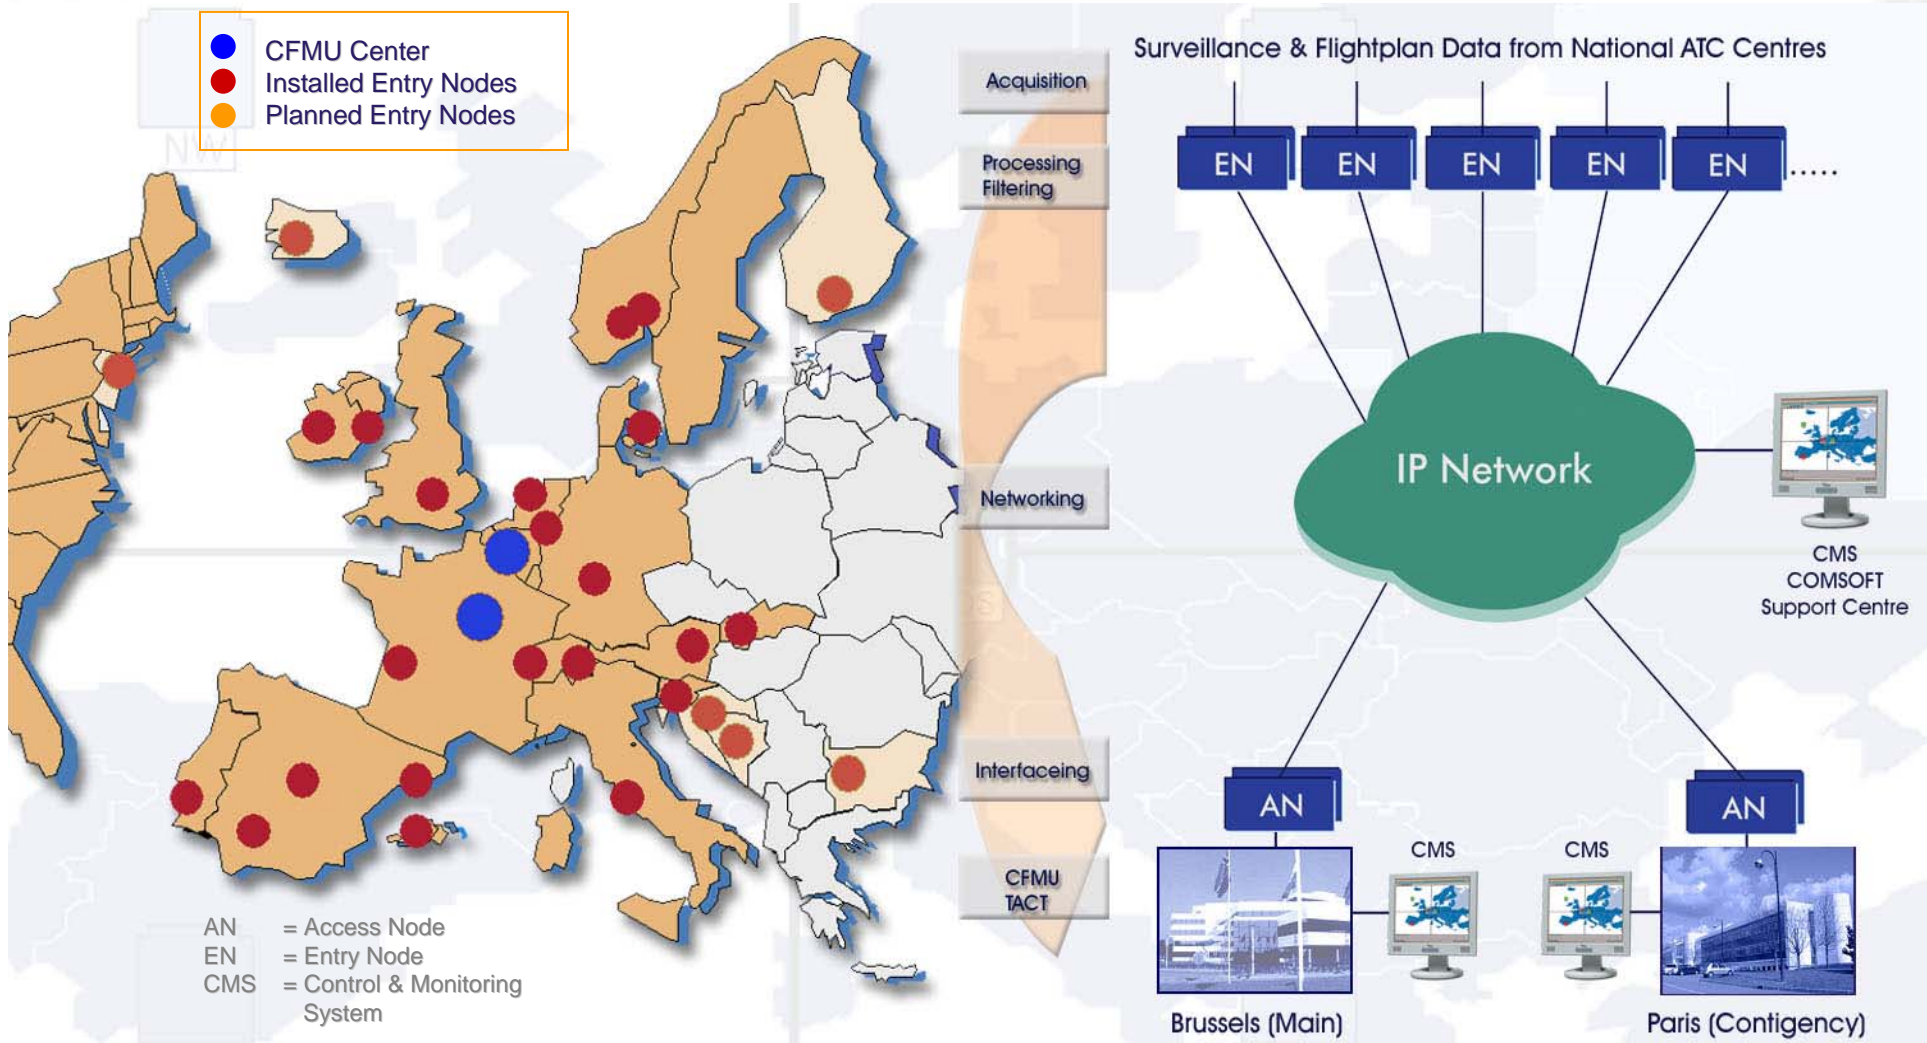 CFMU Center
Installed Entry Nodes
Planned Entry Nodes
NW
AN = Access Node
EN = Entry Node
CMS = Control & Monitoring
System
Acquisition
Processing
Filtering
Networking
Interfaceing
CFMU
TACT
Surveillance & Flightplan Data from National ATC Centres
EN
EN
EN
EN
EN
.....
IP Network
CMS
COMSOFT
Support Centre
AN
AN
CMS
CMS
Brussels (Main)
Paris (Contigency)